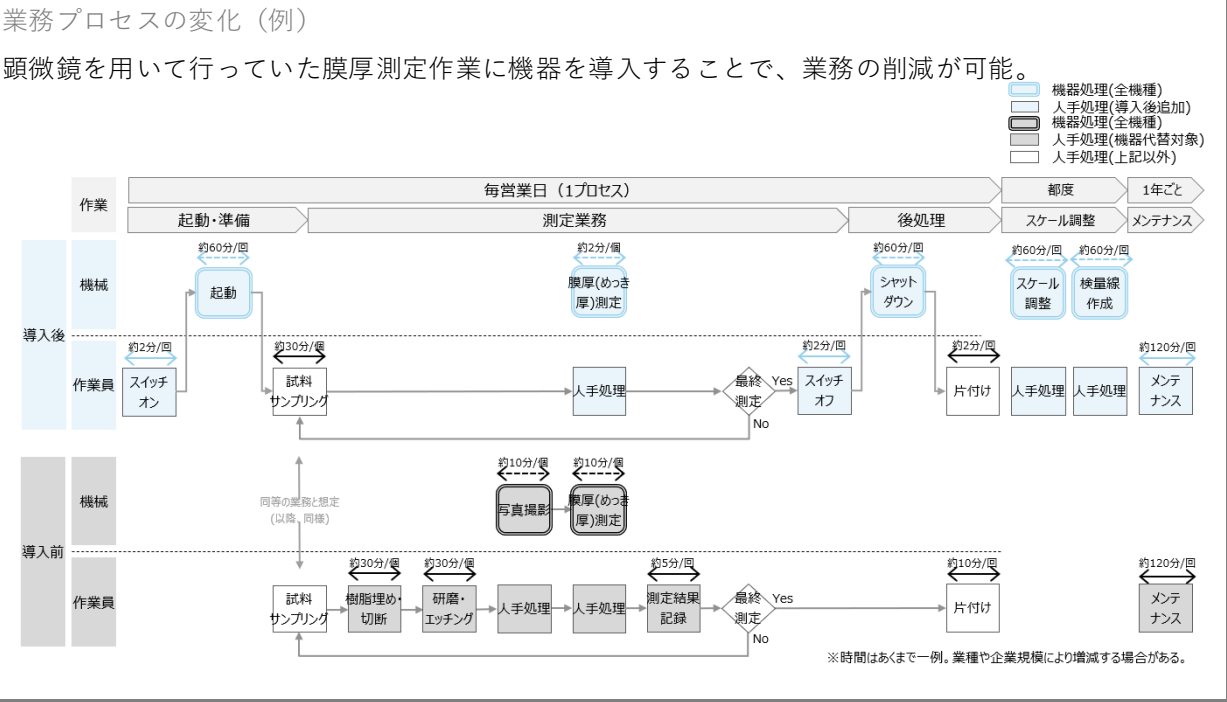 業務プロセスの変化（例）
顕微鏡を用いて行っていた膜厚測定作業に機器を導入することで、業務の削減が可能。
機器処理(全機種)
人手処理(導入後追加)
機器処理(全機種)
人手処理(機器代替対象)
人手処理(上記以外)
作業
毎営業日（1プロセス）
都度
1年ごと
起動・準備
測定業務
後処理
スケール調整
メンテナンス
導入後
機械
約60分/回
起動
約2分/個
膜厚(めっき
厚)測定
約60分/回
シャット
ダウン
約60分/回
スケール
調整
約60分/回
検量線
作成
作業員
約2分/回
スイッチ
オン
約30分/個
試料
サンプリング
人手処理
最終
測定
Yes
No
約2分/回
スイッチ
オフ
約2分/回
片付け
人手処理
人手処理
約120分/回
メンテ
ナンス
同等の業務と想定
(以降、同様)
導入前
機械
約10分/個
写真撮影
約10分/個
膜厚(めっき
厚)測定
作業員
試料
サンプリング
約30分/個
樹脂埋め・
切断
約30分/個
研磨・
エッチング
人手処理
人手処理
約5分/回
測定結果
記録
最終
測定
Yes
No
約10分/回
片付け
約120分/回
メンテ
ナンス
※時間はあくまで一例。業種や企業規模により増減する場合がある。